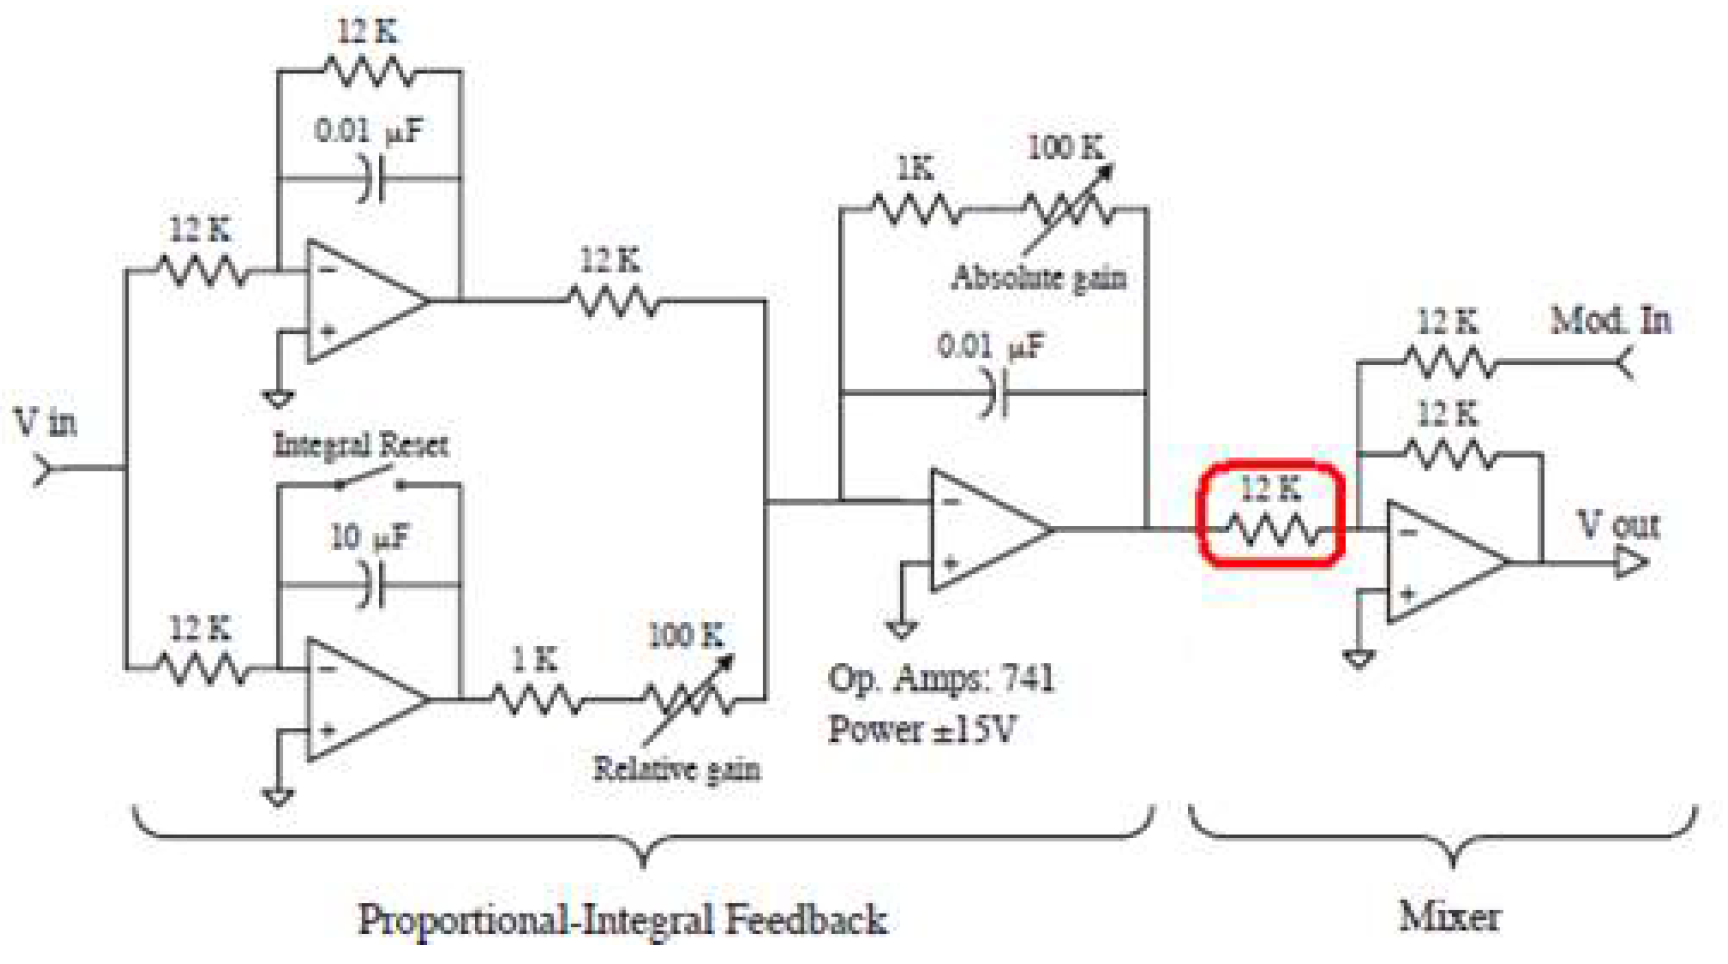 12 K
0.01 µF
12 K
12 K
V in
Integral Reset
10 µF
12 K
1 K
100 K
Relative gain
1K
100 K
Absolute gain
0.01 µF
Op. Amps: 741
Power ±15V
12 K
Mod. In
12 K
12 K
V out
Proportional-Integral Feedback
Mixer